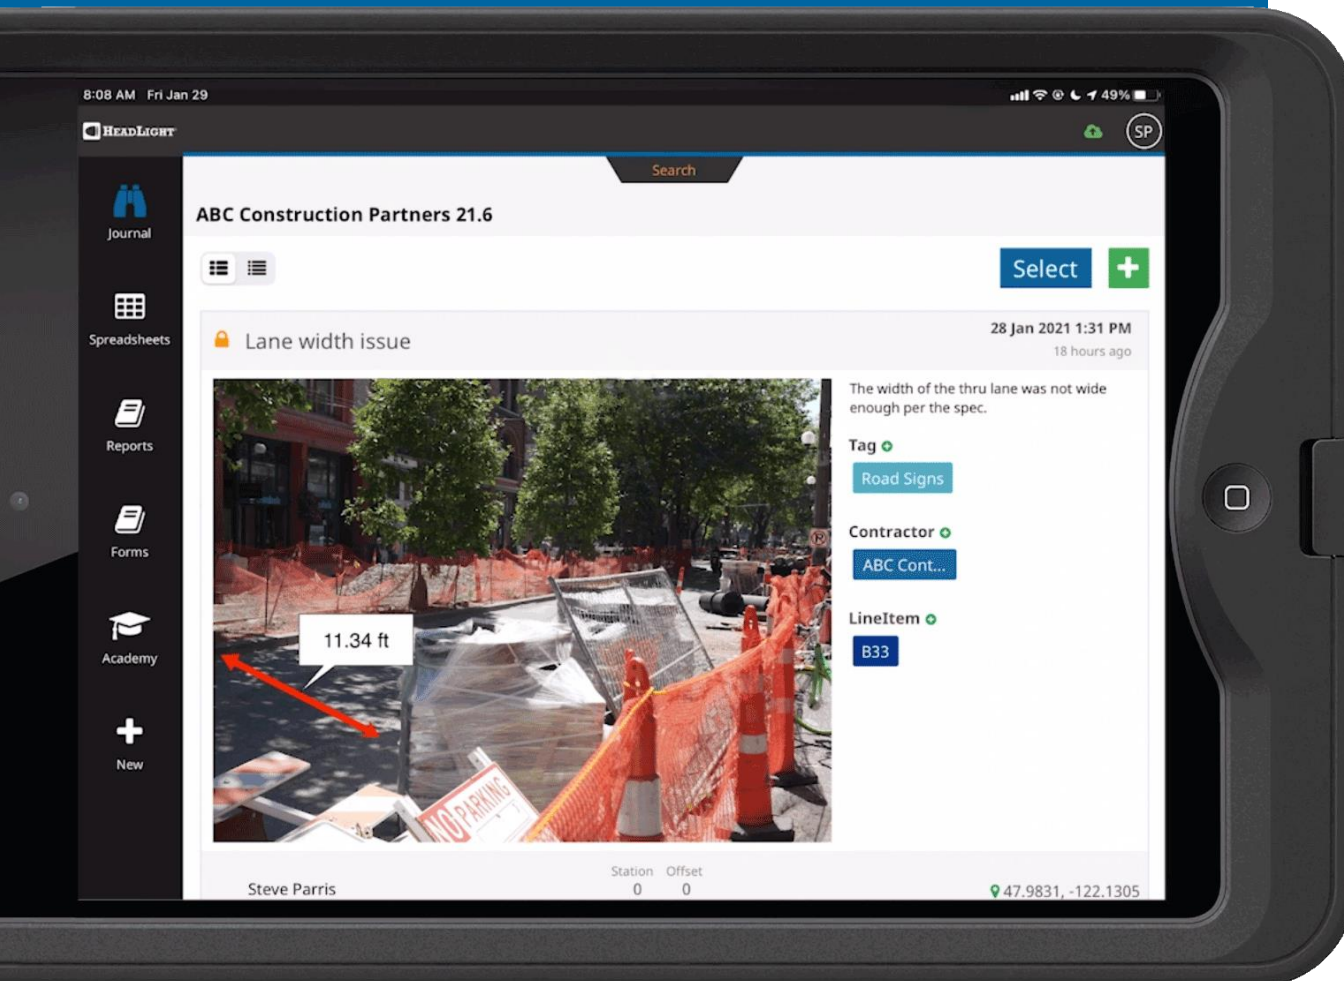 8:08 AM Fri Jan 29
49%
HEADLIGHT
SP
Search
Journal
ABC Construction Partners 21.6
Select
Spreadsheets
Lane width issue
28 Jan 2021 1:31 PM
18 hours ago
The width of the thru lane was not wide
enough per the spec.
Reports
Tag
Road Signs
Forms
Contractor
ABC Cont...
LineItem
B33
11.34 ft
Academy
New
NO PARKING
Station Offset
Steve Parris
0 0
47.9831, -122.1305